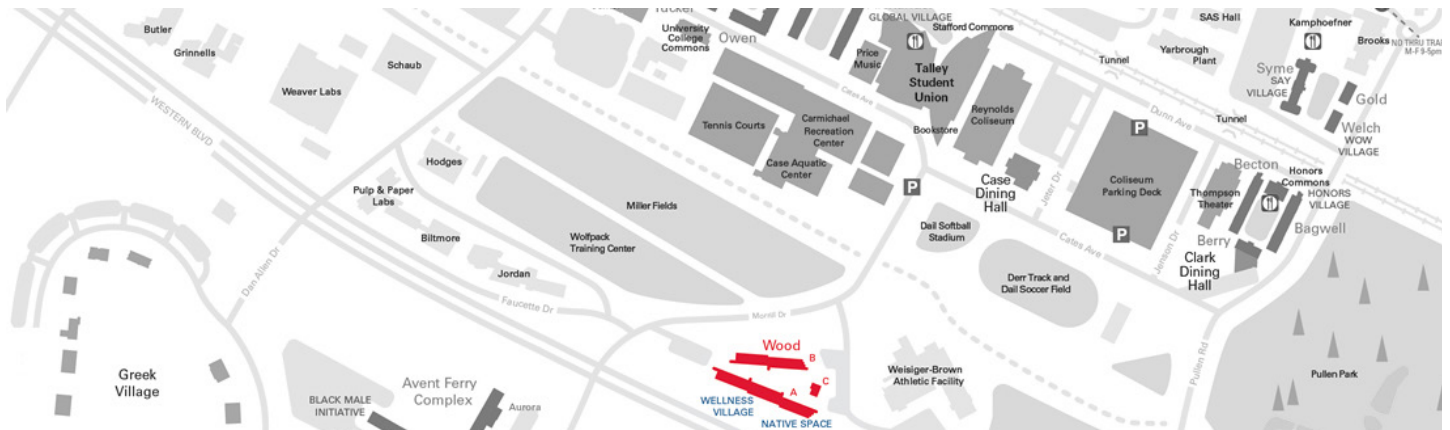 Butler
Grinnells
Schaub
Weaver Labs
WESTERN BLVD
Tucker
University
College
Commons
Owen
GLOBAL VILLAGE
Stafford Commons
Price
Music
Talley
Student
Union
Cates Ave
Bookstore
Reynolds
Coliseum
Tunnel
SAS Hall
Yarbrough
Plant
Kamphoefner
Brooks
M-F 9-5pm
Syme
SAY
VILLAGE
Gold
Welch
WOW
VILLAGE
Dunn Ave
Tunnel
Tennis Courts
Carmichael
Recreation
Center
Case Aquatic
Center
P
Case
Dining
Hall
Jeter Dr
P
Coliseum
Parking Deck
P
Thompson
Theater
Becton
Honors
Commons
HONORS
VILLAGE
Bagwell
Berry
Clark
Dining
Hall
Jenson Dr
Cates Ave
Hodges
Pulp & Paper
Labs
Biltmore
Jordan
Miller Fields
Wolfpack
Training Center
Dail Softball
Stadium
Derr Track and
Dail Soccer Field
Dan Allen Dr
Faucette Dr
Morrill Dr
Pullen Rd
Pullen Park
Greek
Village
BLACK MALE
INITIATIVE
Avent Ferry
Complex
Aurora
Wood
B
A
C
WELLNESS
VILLAGE
NATIVE SPACE
Weisiger-Brown
Athletic Facility